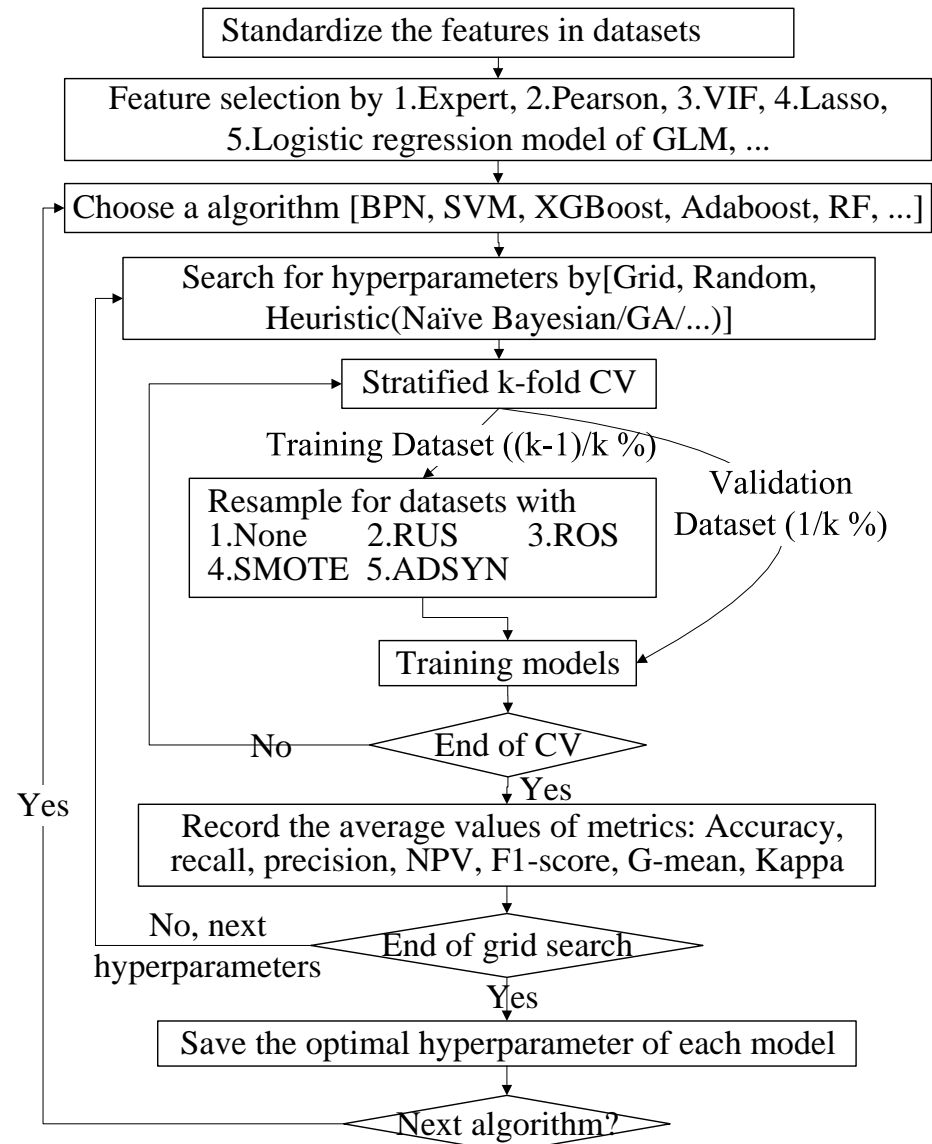 Standardize the features in datasets
Feature selection by 1.Expert, 2.Pearson, 3.VIF, 4.Lasso,
5.Logistic regression model of GLM, ...
Choose a algorithm [BPN, SVM, XGBoost, Adaboost, RF, ...]
Search for hyperparameters by[Grid, Random,
Heuristic(Naïve Bayesian/GA/...)]
Stratified k-fold CV
Training Dataset ((k-1)/k %)
Validation
Dataset (1/k %)
Resample for datasets with
1.None 2.RUS 3.ROS
4.SMOTE 5.ADSYN
Training models
End of CV
No
Yes
Record the average values of metrics: Accuracy,
recall, precision, NPV, F1-score, G-mean, Kappa
End of grid search
No, next
hyperparameters
Yes
Save the optimal hyperparameter of each model
Next algorithm?
Yes